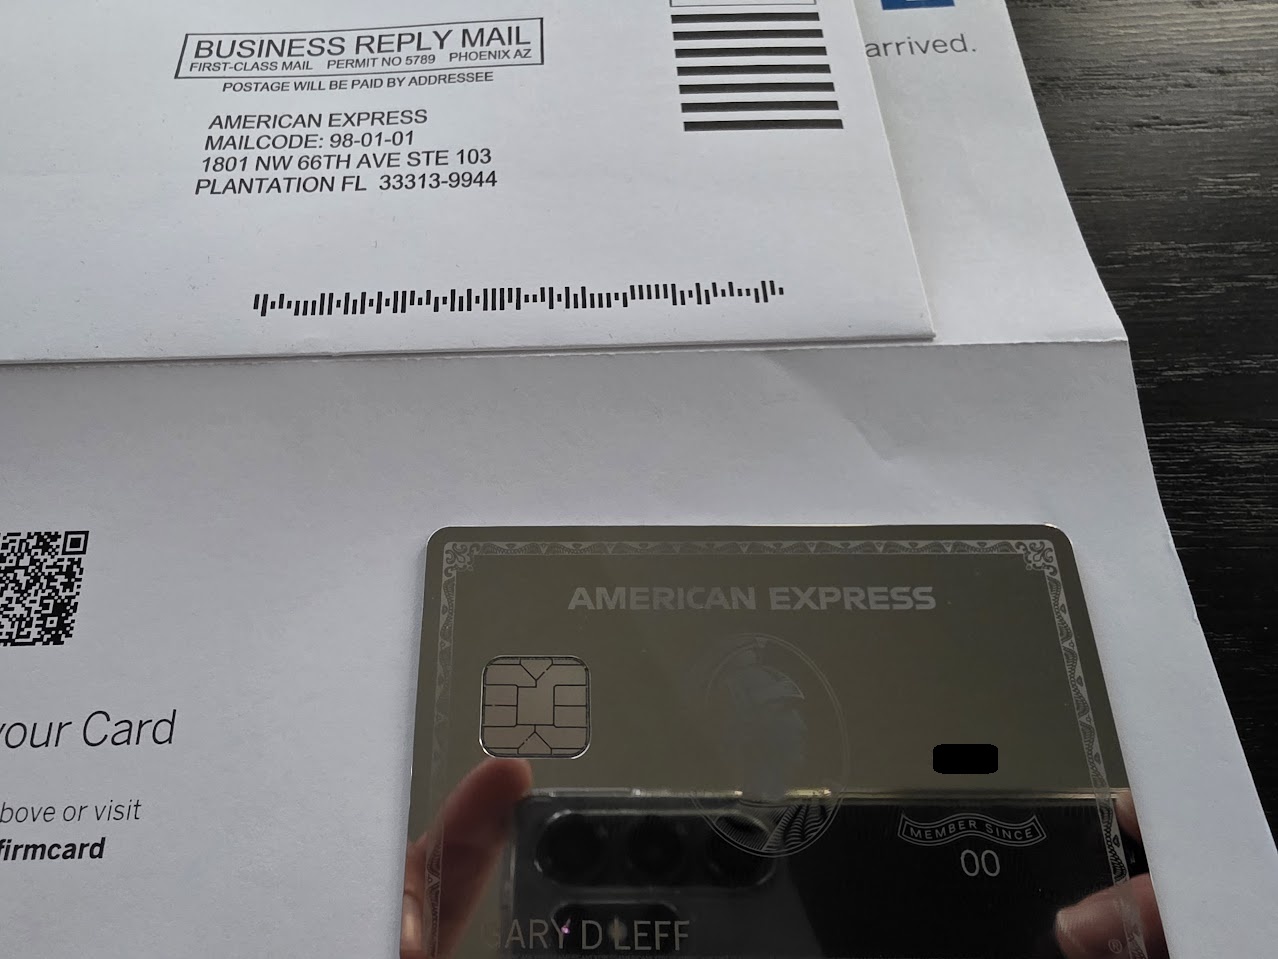 BUSINESS REPLY MAIL
FIRST-CLASS MAIL PERMIT NO 5789 PHOENIX AZ
POSTAGE WILL BE PAID BY ADDRESSEE
AMERICAN EXPRESS
MAILCODE: 98-01-01
1801 NW 66TH AVE STE 103
PLANTATION FL 33313-9944
arrived.
your Card
bove or visit
firmcard
AMERICAN EXPRESS
MEMBER SINCE
00
GARY D LEFF
®